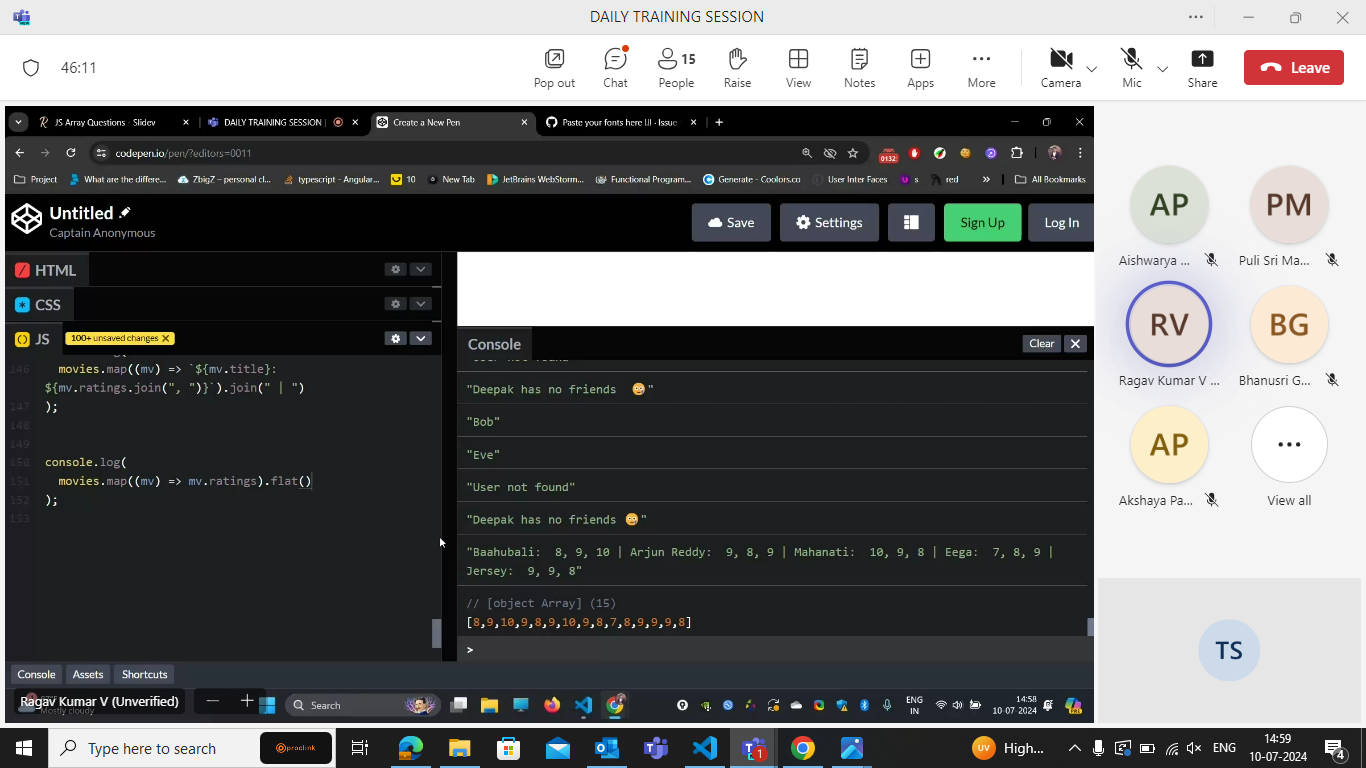 DAILY TRAINING SESSION
46:11
Pop out
Chat
15
People
Raise
View
Notes
Apps
More
Camera
Mic
Share
Leave
JS Array Questions - Slidev
DAILY TRAINING SESSION |
Create a New Pen
Paste your fonts here !!! · Issue
codepen.io/pen/?editors=0011
0132
Project
What are the differe...
ZbigZ – personal cl...
typescript - Angular...
10
New Tab
JetBrains WebStorm...
Functional Program...
Generate - Coolors.co
User Inter Faces
s
red
»
All Bookmarks
Untitled
Captain Anonymous
Save
Settings
Sign Up
Log In
HTML
CSS
JS
100+ unsaved changes X
146 movies.map((mv) => `${mv.title}:
${mv.ratings.join(", ")}`).join(" | ")
147 );
148
149
150 console.log(
151 movies.map((mv) => mv.ratings).flat()
152 );
153
Console
Clear
"Deepak has no friends 😁"
"Bob"
"Eve"
"User not found"
"Deepak has no friends 😁"
"Baahubali: 8, 9, 10 | Arjun Reddy: 9, 8, 9 | Mahanati: 10, 9, 8 | Eega: 7, 8, 9 |
Jersey: 9, 9, 8"
// [object Array] (15)
[8,9,10,9,8,9,10,9,8,7,8,9,9,9,8]
>
Console
Assets
Shortcuts
Ragav Kumar V (Unverified)
Mostly cloudy
Search
ENG
IN
14:58
10-07-2024
AP
Aishwarya ...
PM
Puli Sri Ma...
RV
Ragav Kumar V ...
BG
Bhanusri G...
AP
Akshaya Pa...
View all
TS
Type here to search
proclink
1
UV
High...
ENG
14:59
10-07-2024
4